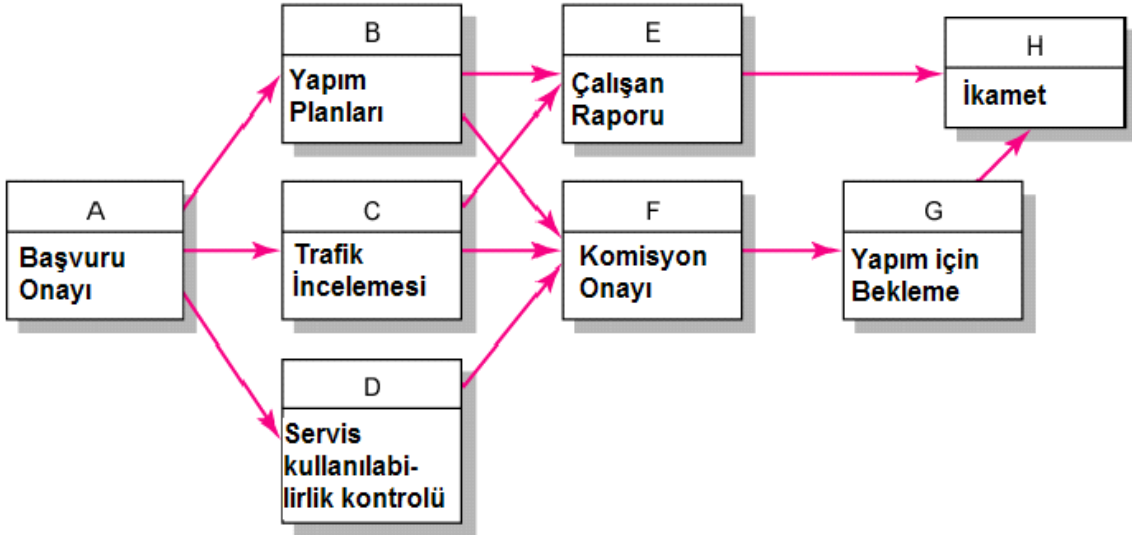 B
Yapım
Planları
E
Çalışan
Raporu
H
İkamet
A
Başvuru
Onayı
C
Trafik
İncelemesi
F
Komisyon
Onayı
G
Yapım için
Bekleme
D
Servis
kullanılabi-
lirlik kontrolü